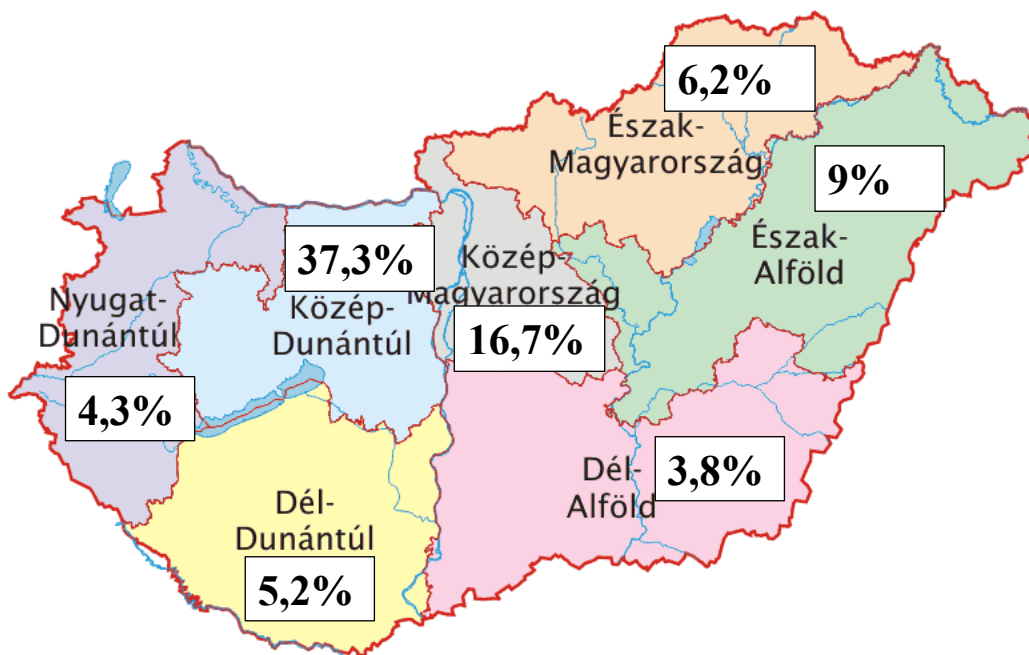 6,2%
Észak-
Magyarország
9%
Észak-
Alföld
37,3%
Közép-
Dunántúl
Közép-
Magyarország
16,7%
Nyugat-
Dunántúl
4,3%
Dél-
Alföld
3,8%
Dél-
Dunántúl
5,2%